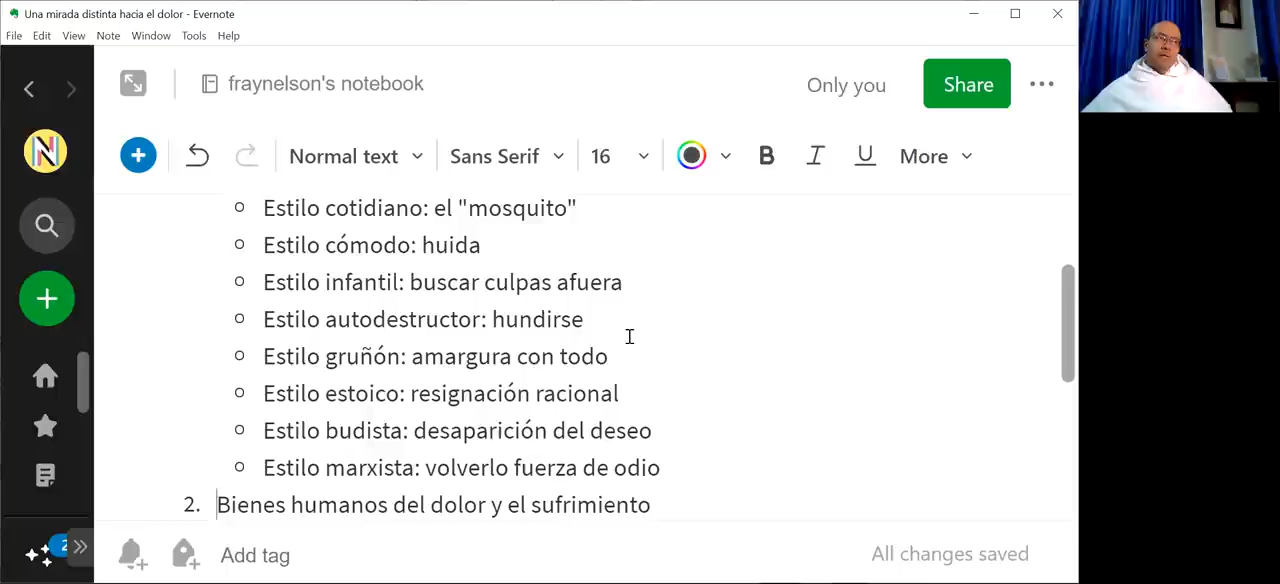 Una mirada distinta hacia el dolor - Evernote
File Edit View Note Window Tools Help
fraynelson's notebook
Only you
Share
Normal text
Sans Serif
16
B
I
U
More
Estilo cotidiano: el "mosquito"
Estilo cómodo: huida
Estilo infantil: buscar culpas afuera
Estilo autodestructor: hundirse
Estilo gruñón: amargura con todo
Estilo estoico: resignación racional
Estilo budista: desaparición del deseo
Estilo marxista: volverlo fuerza de odio
2. Bienes humanos del dolor y el sufrimiento
2
Add tag
All changes saved